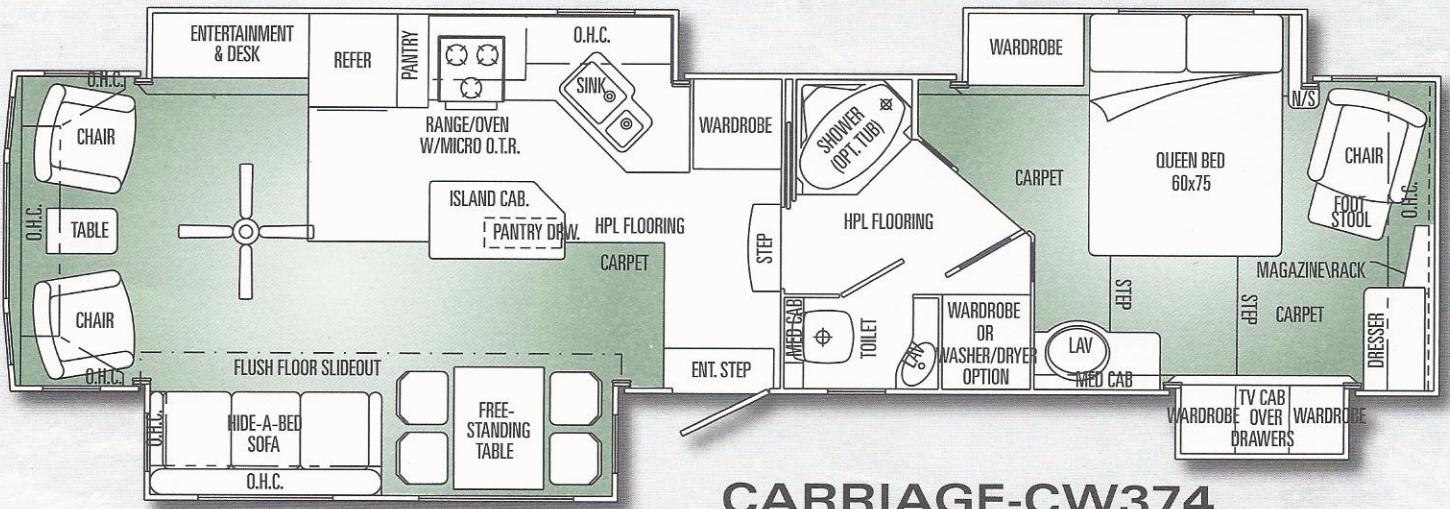 ENTERTAINMENT
& DESK
REFER
PANTRY
O.H.C.
SINK
RANGE/OVEN
W/MICRO O.T.R.
WARDROBE
O.H.C.
CHAIR
O.H.C.
TABLE
CHAIR
O.H.C.
ISLAND CAB.
PANTRY DRW.
HPL FLOORING
CARPET
STEP
ENT. STEP
FLUSH FLOOR SLIDEOUT
O.H.C.
HIDE-A-BED
SOFA
O.H.C.
FREE-
STANDING
TABLE
SHOWER
(OPT. TUB)
HPL FLOORING
MED CAB
TOILET
LAV
WARDROBE
OR
WASHER/DRYER
OPTION
WARDROBE
CARPET
QUEEN BED
60x75
N/S
CHAIR
FOOT
STOOL
O.H.C.
MAGAZINE\RACK
STEP
STEP
CARPET
DRESSER
LAV
MED CAB
WARDROBE
TV CAB
OVER
DRAWERS
WARDROBE
CARRIAGE-CW374